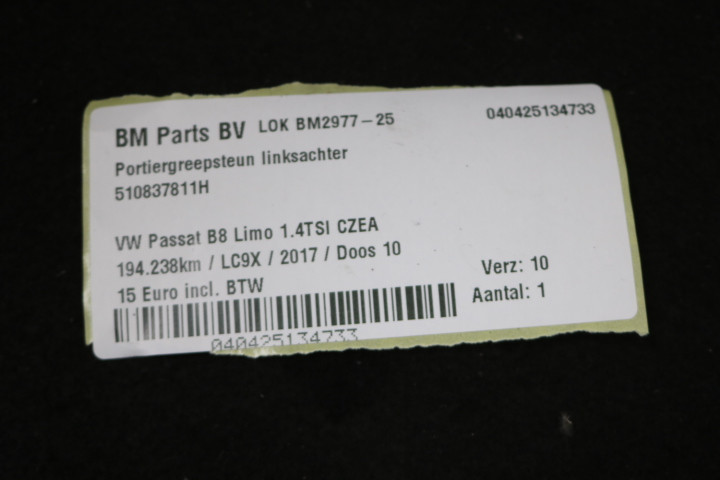 BM Parts BV LOK BM2977-25 040425134733
Portiergreepsteun linksachter
510837811H
VW Passat B8 Limo 1.4TSI CZEA
194.238km / LC9X / 2017 / Doos 10
Verz: 10
15 Euro incl. BTW
Aantal: 1
040425134733